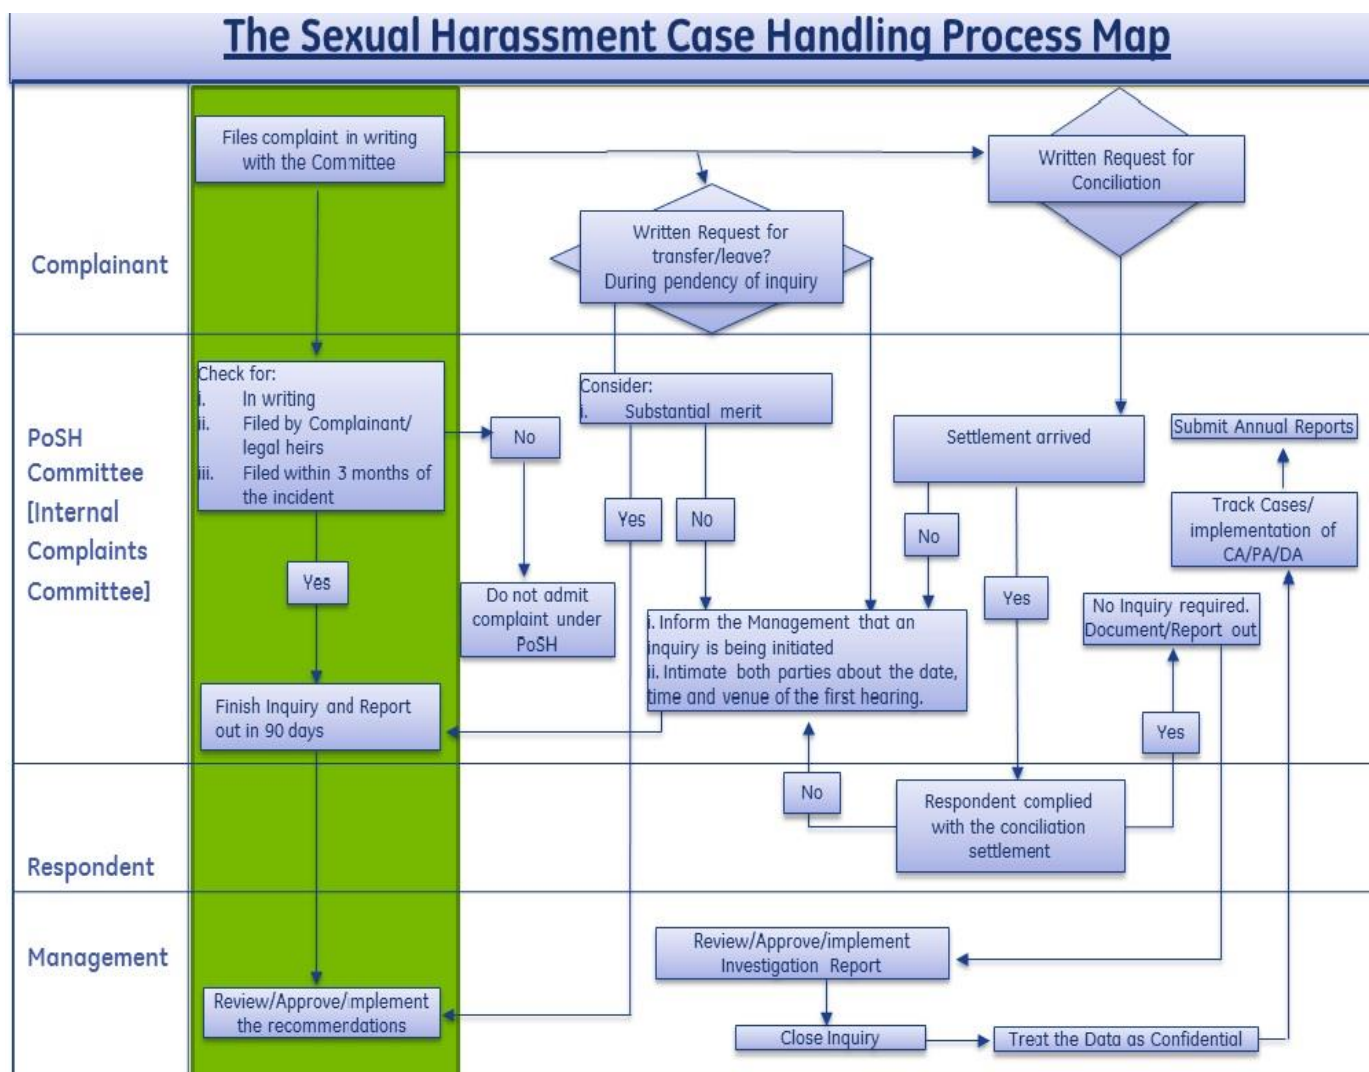 The Sexual Harassment Case Handling Process Map
Complainant
Files complaint in writing
with the Committee
Written Request for
transfer/leave?
During pendency of inquiry
Written Request for
Conciliation
PoSH
Committee
[Internal
Complaints
Committee]
Check for:
i. In writing
ii. Filed by Complainant/
legal heirs
iii. Filed within 3 months of
the incident
No
Do not admit
complaint under
PoSH
Yes
Finish Inquiry and Report
out in 90 days
Consider:
i. Substantial merit
Yes
No
i. Inform the Management that an
inquiry is being initiated
ii. Intimate both parties about the date,
time and venue of the first hearing.
Settlement arrived
No
Yes
Submit Annual Reports
Track Cases/
implementation of
CA/PA/DA
No Inquiry required.
Document/Report out
Yes
Respondent
No
Respondent complied
with the conciliation
settlement
Management
Review/Approve/implement
the recommerdations
Review/Approve/implement
Investigation Report
Close Inquiry
Treat the Data as Confidential